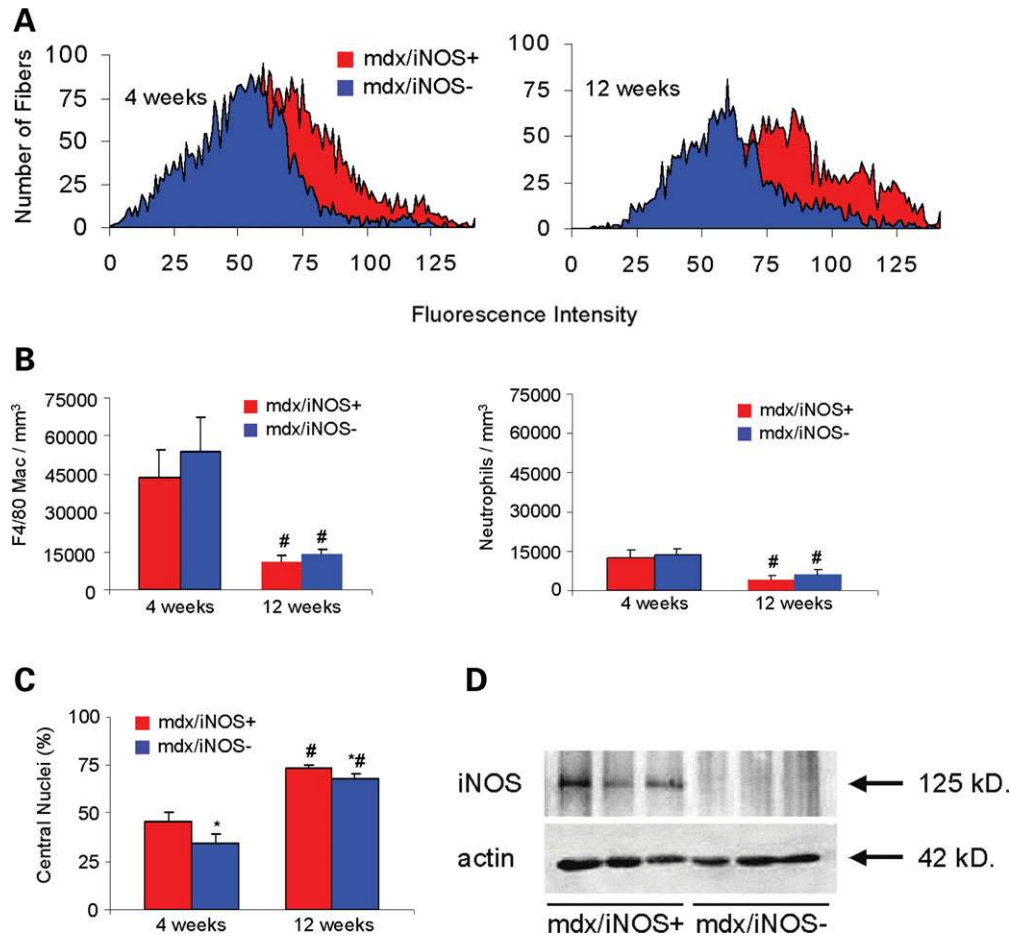 A
Number of Fibers
100
75
50
25
0
4 weeks
mdx/iNOS+
mdx/iNOS-
0 25 50 75 100 125
100
75
50
25
0
12 weeks
0 25 50 75 100 125
Fluorescence Intensity
B
F4/80 Mac / mm³
75000
60000
45000
30000
15000
0
mdx/iNOS+
mdx/iNOS-
# #
4 weeks 12 weeks
Neutrophils / mm³
75000
60000
45000
30000
15000
0
mdx/iNOS+
mdx/iNOS-
# #
4 weeks 12 weeks
C
Central Nuclei (%)
100
75
50
25
0
mdx/iNOS+
mdx/iNOS-
* # *#
4 weeks 12 weeks
D
iNOS 125 kD.
actin 42 kD.
mdx/iNOS+ mdx/iNOS-